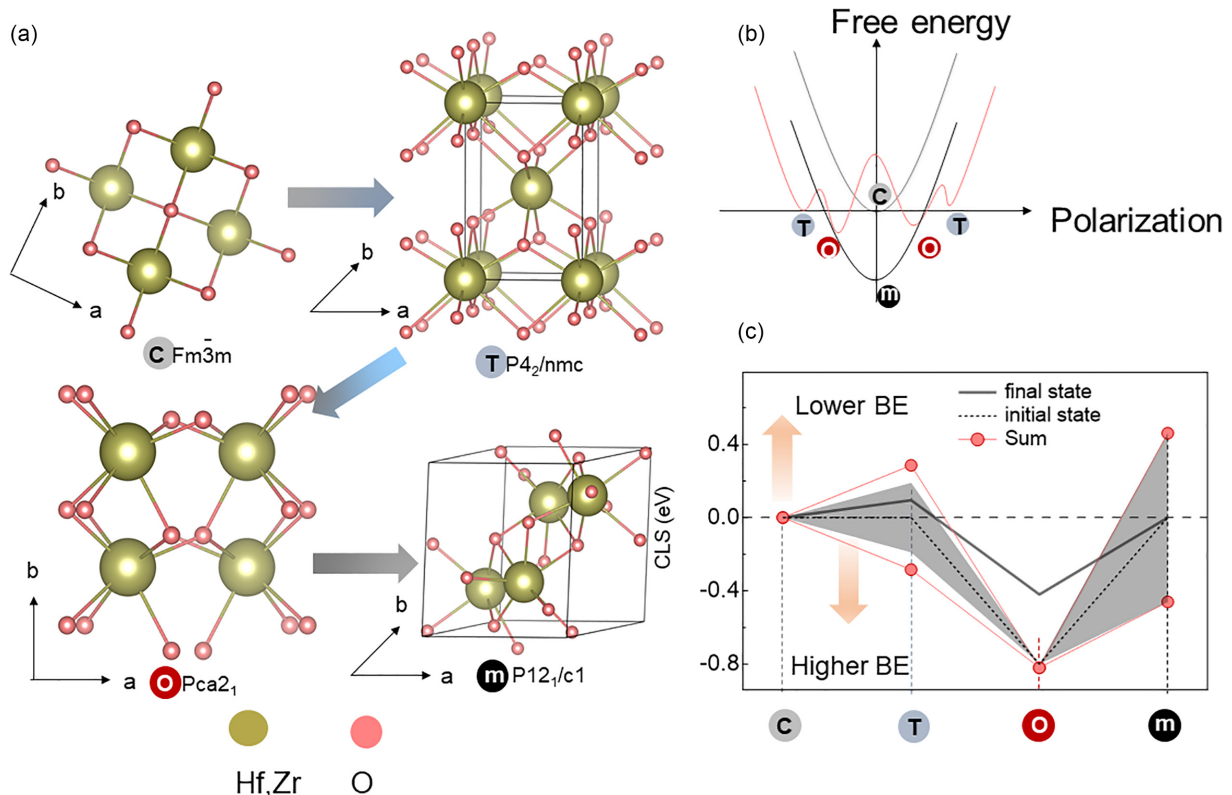 (a)
b
a
C Fm3̄m
b
a
T P4₂/nmc
b
a
O Pca2₁
b
a
m P12₁/c1
Hf,Zr
O
(b)
Free energy
C
T
O
O
T
Polarization
m
(c)
CLS (eV)
0.4
0.0
-0.4
-0.8
Lower BE
Higher BE
final state
initial state
Sum
C
T
O
m